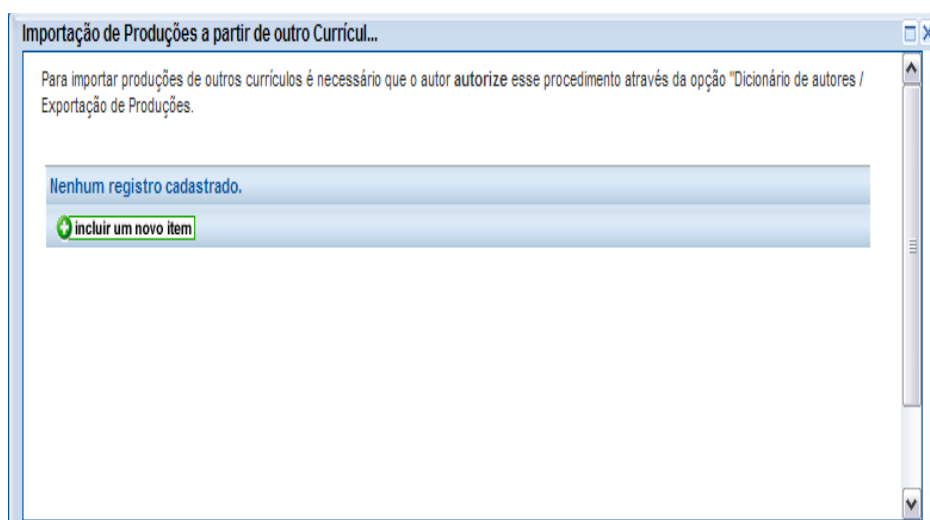 Importação de Produções a partir de outro Currícul...
Para importar produções de outros currículos é necessário que o autor autorize esse procedimento através da opção "Dicionário de autores /
Exportação de Produções.
Nenhum registro cadastrado.
incluir um novo item